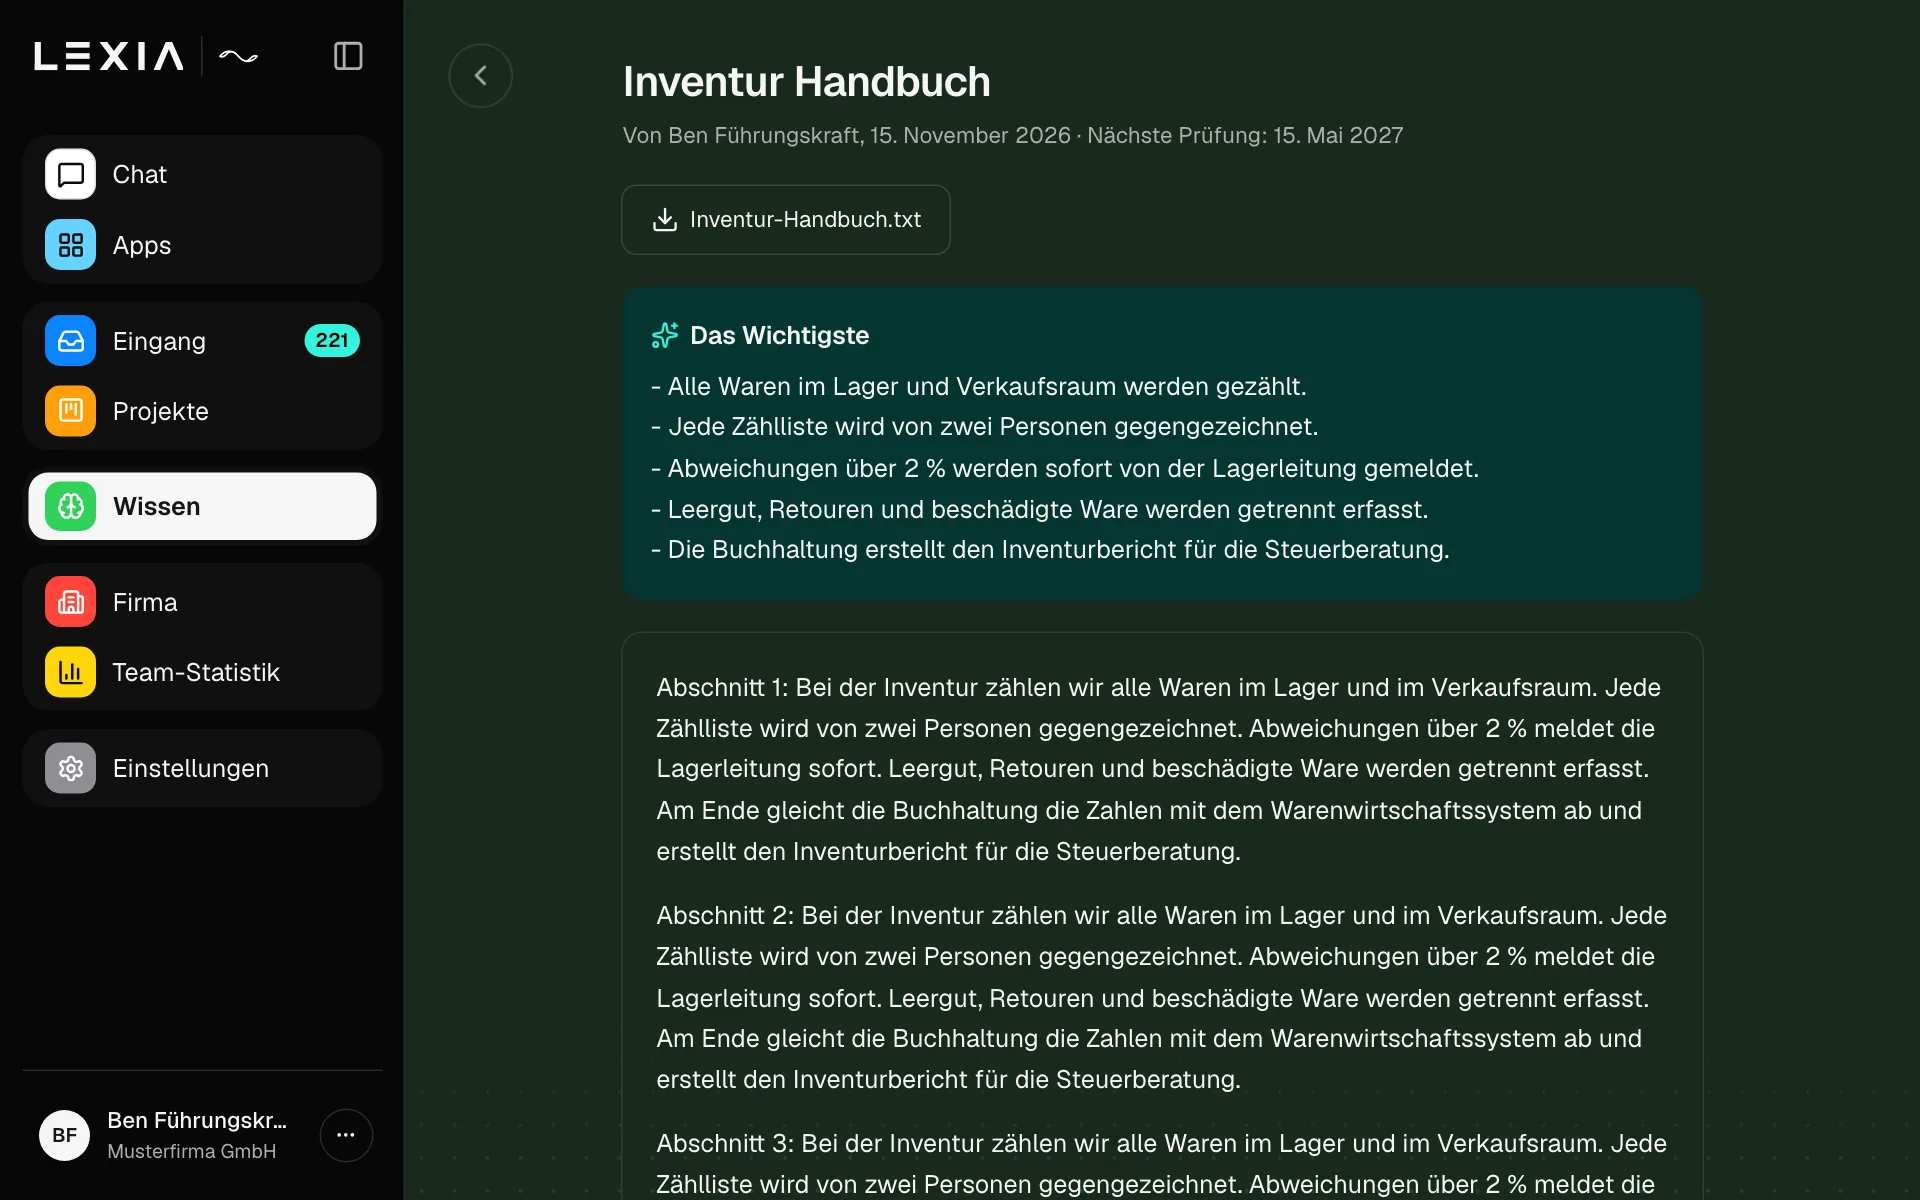 LEXIA
Chat
Apps
Eingang 221
Projekte
Wissen
Firma
Team-Statistik
Einstellungen
BF
Ben Führungskr...
Musterfirma GmbH
Inventur Handbuch
Von Ben Führungskraft, 15. November 2026 · Nächste Prüfung: 15. Mai 2027
Inventur-Handbuch.txt
Das Wichtigste
- Alle Waren im Lager und Verkaufsraum werden gezählt.
- Jede Zählliste wird von zwei Personen gegengezeichnet.
- Abweichungen über 2 % werden sofort von der Lagerleitung gemeldet.
- Leergut, Retouren und beschädigte Ware werden getrennt erfasst.
- Die Buchhaltung erstellt den Inventurbericht für die Steuerberatung.
Abschnitt 1: Bei der Inventur zählen wir alle Waren im Lager und im Verkaufsraum. Jede
Zählliste wird von zwei Personen gegengezeichnet. Abweichungen über 2 % meldet die
Lagerleitung sofort. Leergut, Retouren und beschädigte Ware werden getrennt erfasst.
Am Ende gleicht die Buchhaltung die Zahlen mit dem Warenwirtschaftssystem ab und
erstellt den Inventurbericht für die Steuerberatung.
Abschnitt 2: Bei der Inventur zählen wir alle Waren im Lager und im Verkaufsraum. Jede
Zählliste wird von zwei Personen gegengezeichnet. Abweichungen über 2 % meldet die
Lagerleitung sofort. Leergut, Retouren und beschädigte Ware werden getrennt erfasst.
Am Ende gleicht die Buchhaltung die Zahlen mit dem Warenwirtschaftssystem ab und
erstellt den Inventurbericht für die Steuerberatung.
Abschnitt 3: Bei der Inventur zählen wir alle Waren im Lager und im Verkaufsraum. Jede
Zählliste wird von zwei Personen gegengezeichnet. Abweichungen über 2 % meldet die